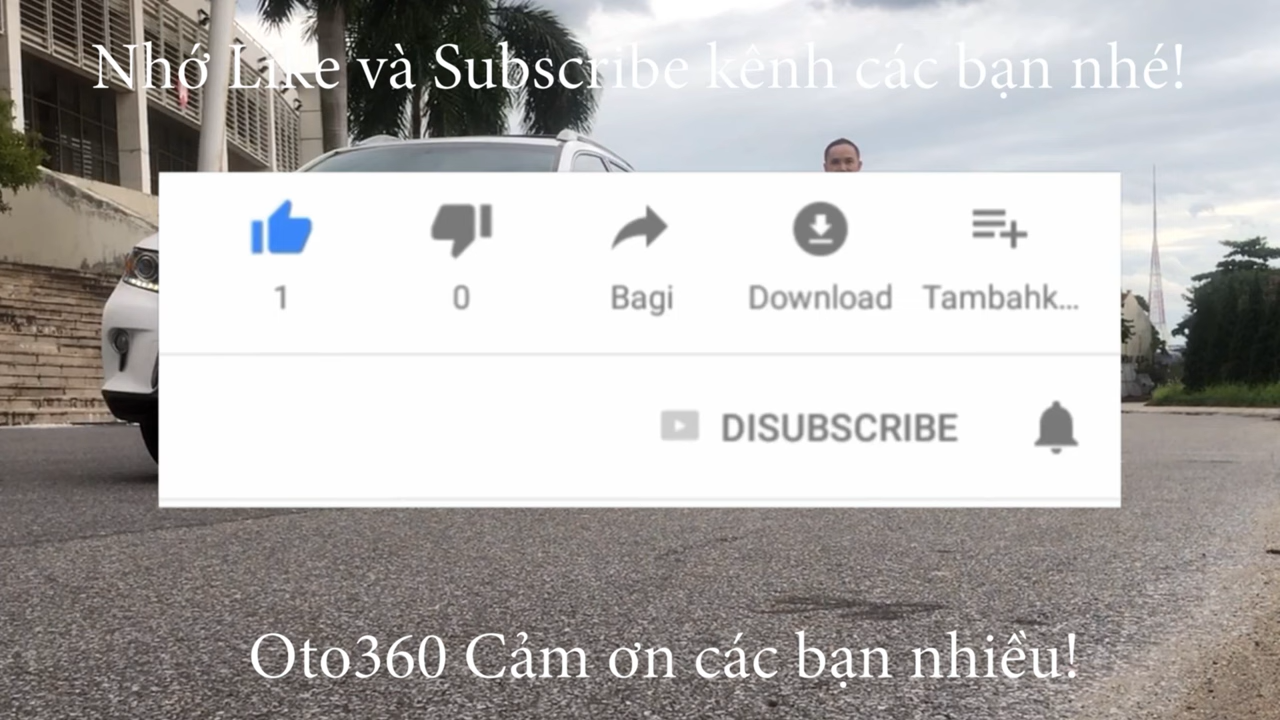 Nhớ Like và Subscribe kênh các bạn nhé!
1 0 Bagi Download Tambahk...
DISUBSCRIBE
Oto360 Cảm ơn các bạn nhiều!